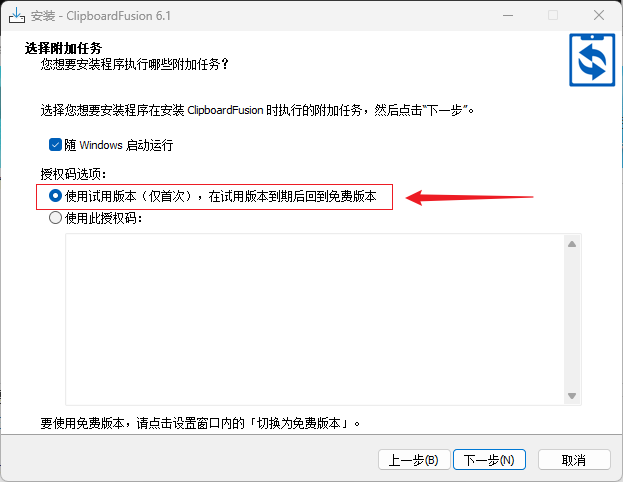 安装 - ClipboardFusion 6.1
选择附加任务
您想要安装程序执行哪些附加任务？
选择您想要安装程序在安装 ClipboardFusion 时执行的附加任务，然后点击“下一步”。
随 Windows 启动运行
授权码选项：
使用试用版本（仅首次），在试用版本到期后回到免费版本
使用此授权码：
要使用免费版本，请点击设置窗口内的「切换为免费版本」。
上一步(B) 下一步(N) 取消